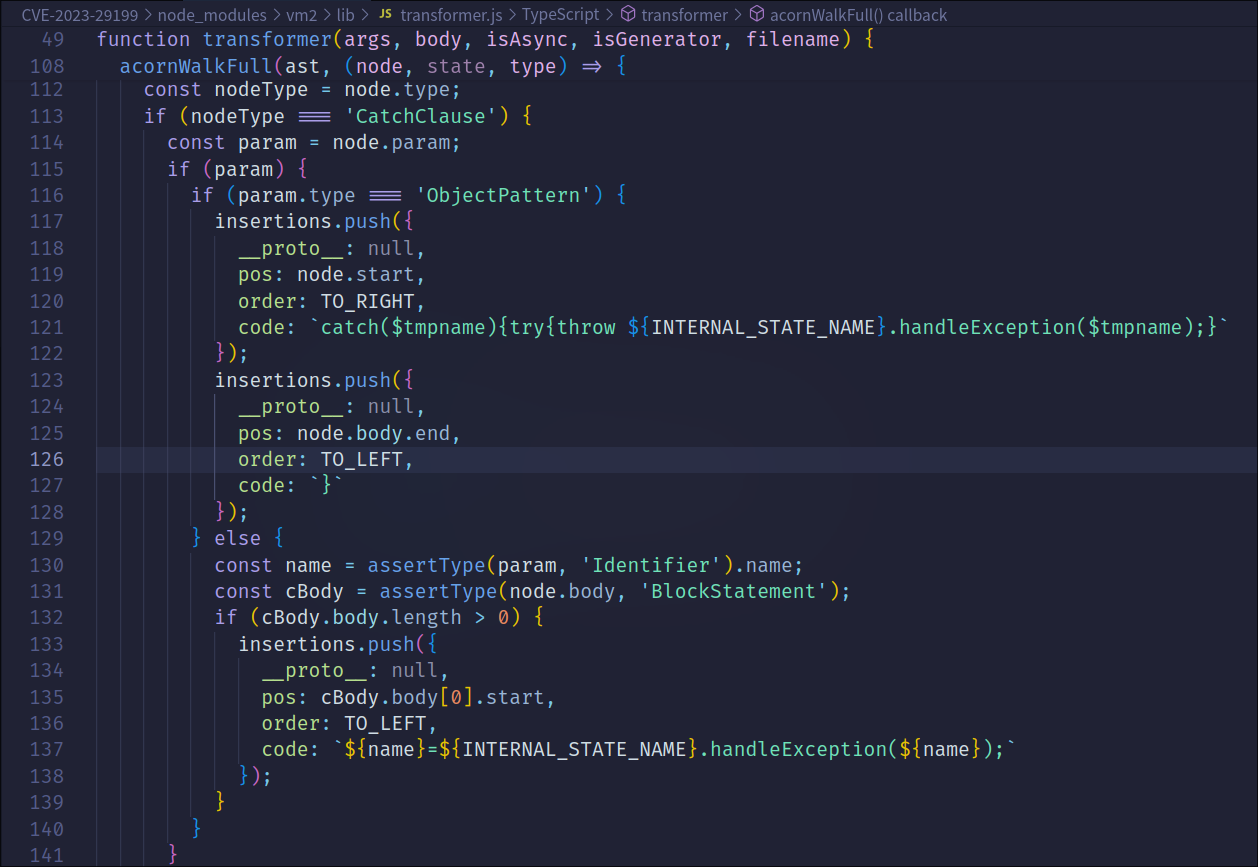 CVE-2023-29199 > node_modules > vm2 > lib > JS transformer.js > TypeScript > transformer > acornWalkFull() callback
49 function transformer(args, body, isAsync, isGenerator, filename) {
108 acornWalkFull(ast, (node, state, type) => {
112 const nodeType = node.type;
113 if (nodeType === 'CatchClause') {
114 const param = node.param;
115 if (param) {
116 if (param.type === 'ObjectPattern') {
117 insertions.push({
118 __proto__: null,
119 pos: node.start,
120 order: TO_RIGHT,
121 code: `catch($tmpname){try{throw ${INTERNAL_STATE_NAME}.handleException($tmpname);}`
122 });
123 insertions.push({
124 __proto__: null,
125 pos: node.body.end,
126 order: TO_LEFT,
127 code: `}`
128 });
129 } else {
130 const name = assertType(param, 'Identifier').name;
131 const cBody = assertType(node.body, 'BlockStatement');
132 if (cBody.body.length > 0) {
133 insertions.push({
134 __proto__: null,
135 pos: cBody.body[0].start,
136 order: TO_LEFT,
137 code: `${name}=${INTERNAL_STATE_NAME}.handleException(${name});`
138 });
139 }
140 }
141 }